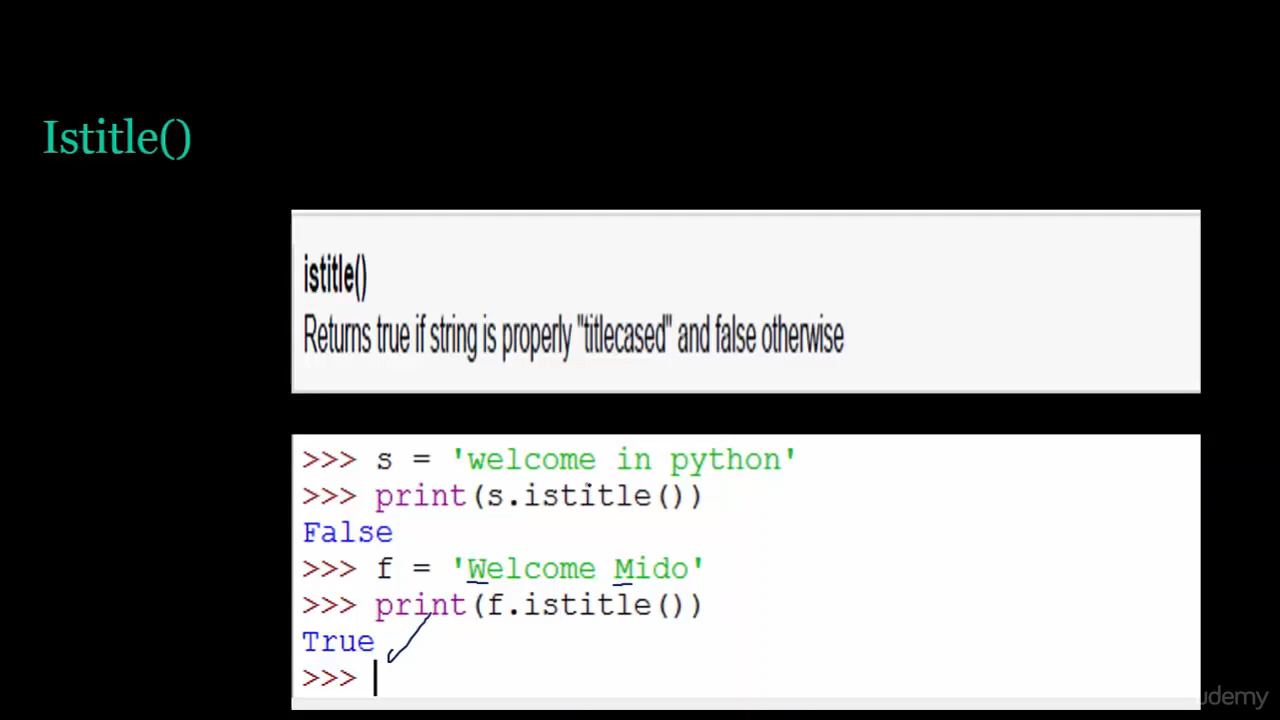 Istitle()
istitle()
Returns true if string is properly "titlecased" and false otherwise
>>> s = 'welcome in python'
>>> print(s.istitle())
False
>>> f = 'Welcome Mido'
>>> print(f.istitle())
True
>>>
udemy